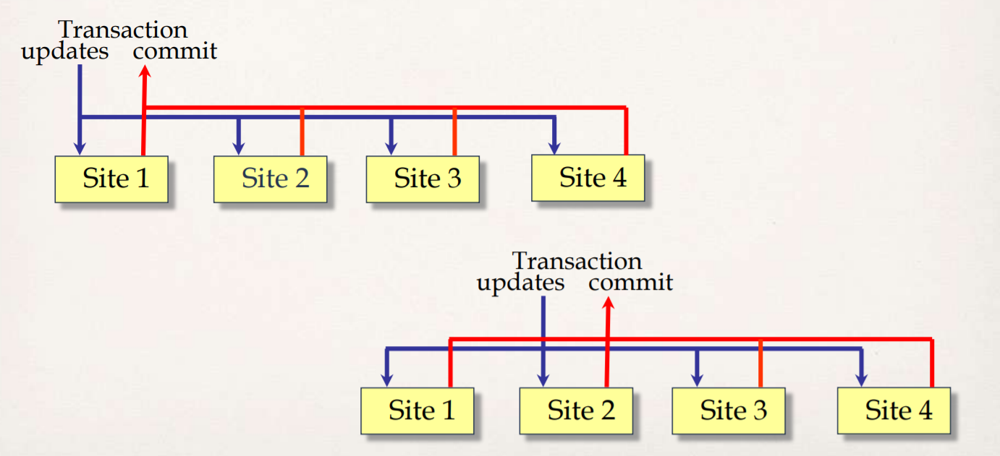 Transaction
updates commit
Site 1
Site 2
Site 3
Site 4
Transaction
updates commit
Site 1
Site 2
Site 3
Site 4